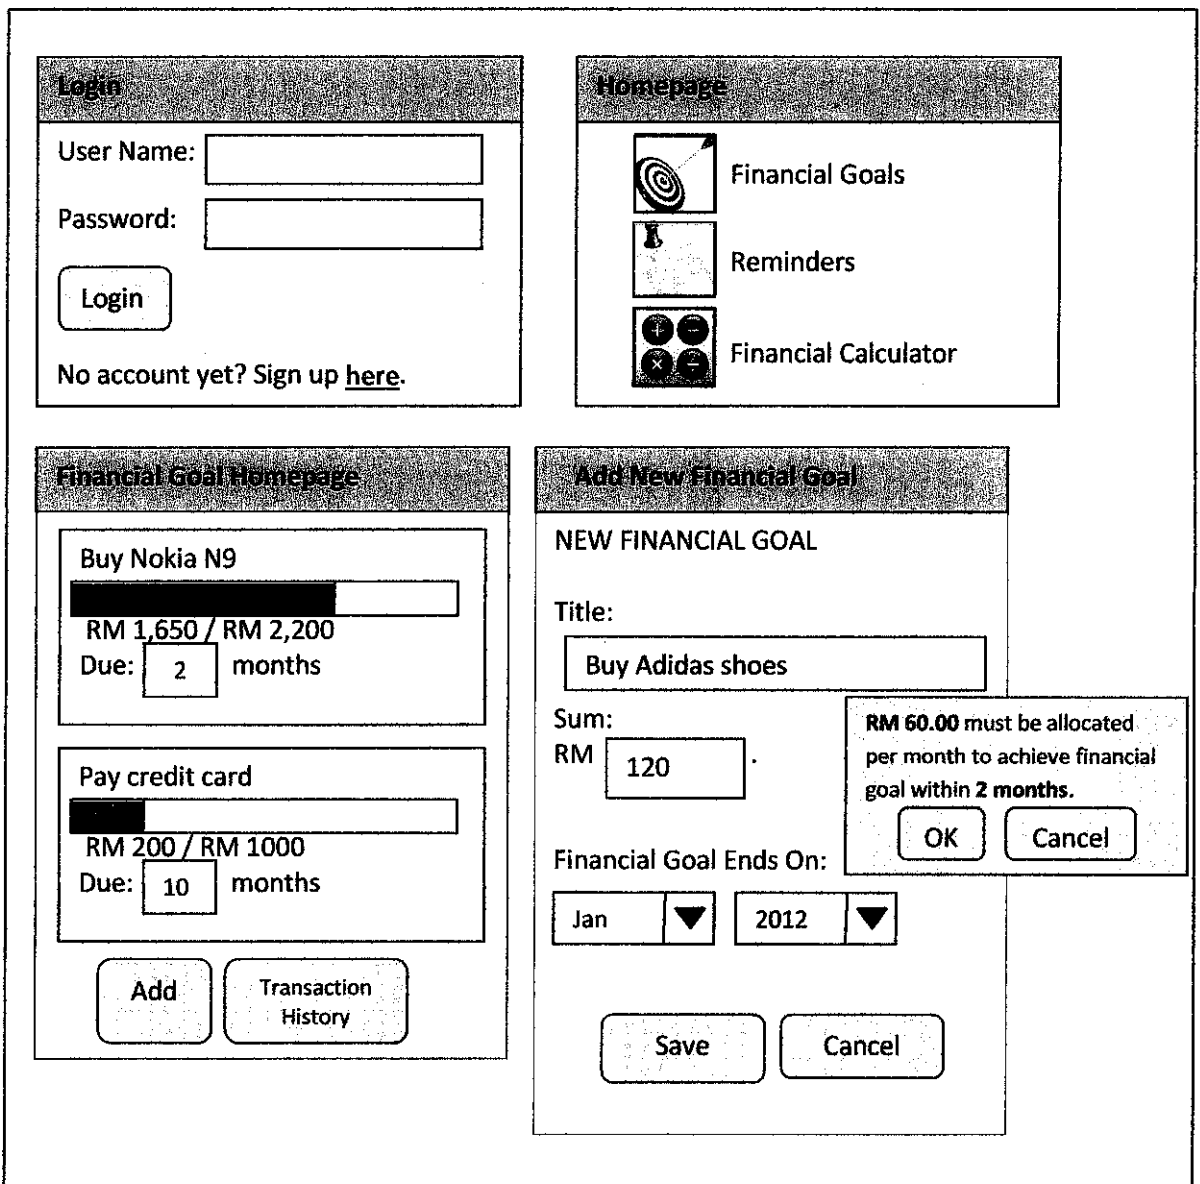 Login
User Name:
Password:
Login
No account yet? Sign up here.
Homepage
Financial Goals
Reminders
Financial Calculator
Financial Goal Homepage
Buy Nokia N9
RM 1,650 / RM 2,200
Due: 2 months
Pay credit card
RM 200 / RM 1000
Due: 10 months
Add
Transaction
History
Add New Financial Goal
NEW FINANCIAL GOAL
Title:
Buy Adidas shoes
Sum:
RM 120 .
RM 60.00 must be allocated
per month to achieve financial
goal within 2 months.
OK Cancel
Financial Goal Ends On:
Jan 2012
Save Cancel